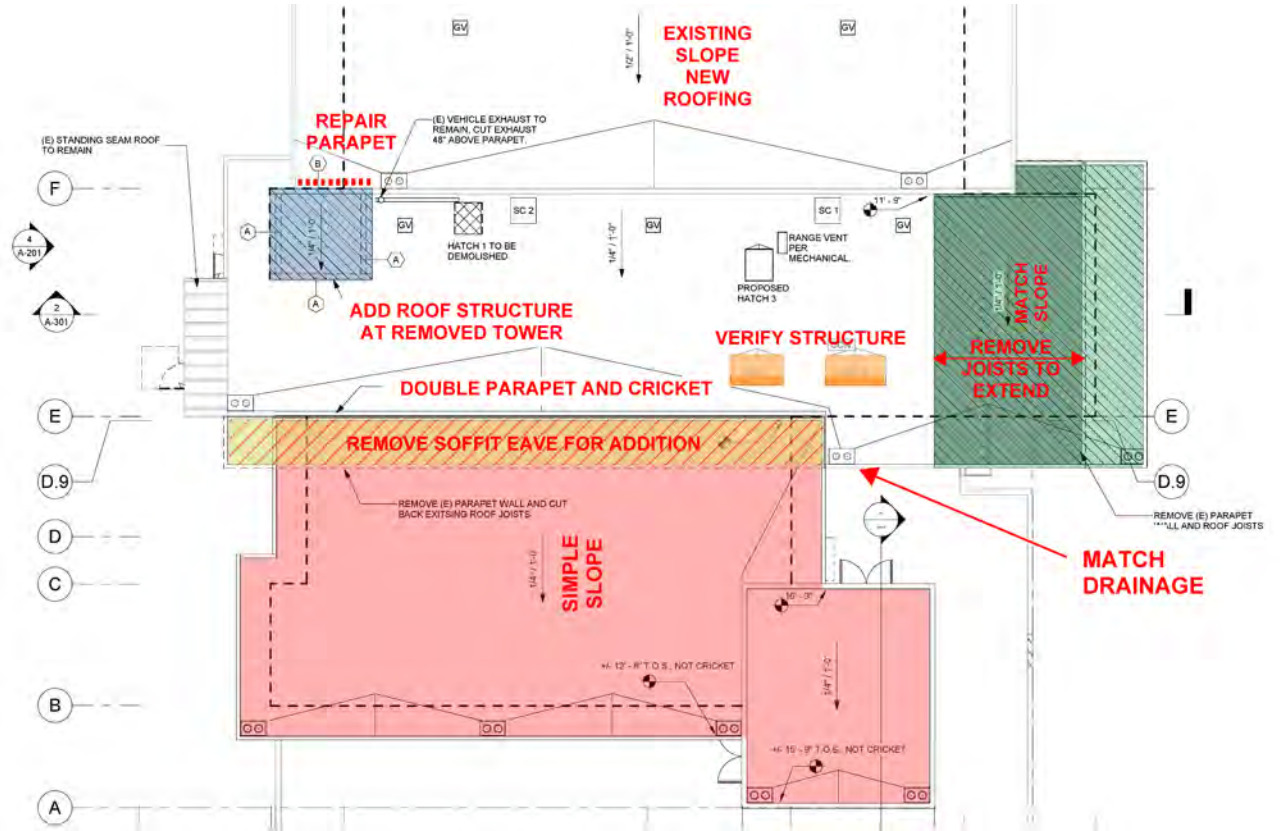 GV
GV
EXISTING
SLOPE
NEW
ROOFING
1/2" / 1'-0"
REPAIR
PARAPET
(E) VEHICLE EXHAUST TO
REMAIN, CUT EXHAUST
48" ABOVE PARAPET.
(E) STANDING SEAM ROOF
TO REMAIN
B
F
11' - 9"
SC 2
SC 1
GV
GV
GV
A
A
A
1/4" / 1'-0"
1/4" / 1'-0"
1/4" / 1'-0"
HATCH 1 TO BE
DEMOLISHED
RANGE VENT
PER
MECHANICAL.
PROPOSED
HATCH 3
4
A-201
2
A-301
ADD ROOF STRUCTURE
AT REMOVED TOWER
MATCH
SLOPE
VERIFY STRUCTURE
REMOVE
JOISTS TO
EXTEND
DOUBLE PARAPET AND CRICKET
E
E
REMOVE SOFFIT EAVE FOR ADDITION
D.9
D.9
REMOVE (E) PARAPET WALL AND CUT
BACK EXITSING ROOF JOISTS
REMOVE (E) PARAPET
WALL AND ROOF JOISTS
D
C
SIMPLE
SLOPE
1/4" / 1'-0"
MATCH
DRAINAGE
+/- 12' - 8" T.O.S., NOT CRICKET
1/4" / 1'-0"
B
+/- 15' - 9" T.O.S., NOT CRICKET
A